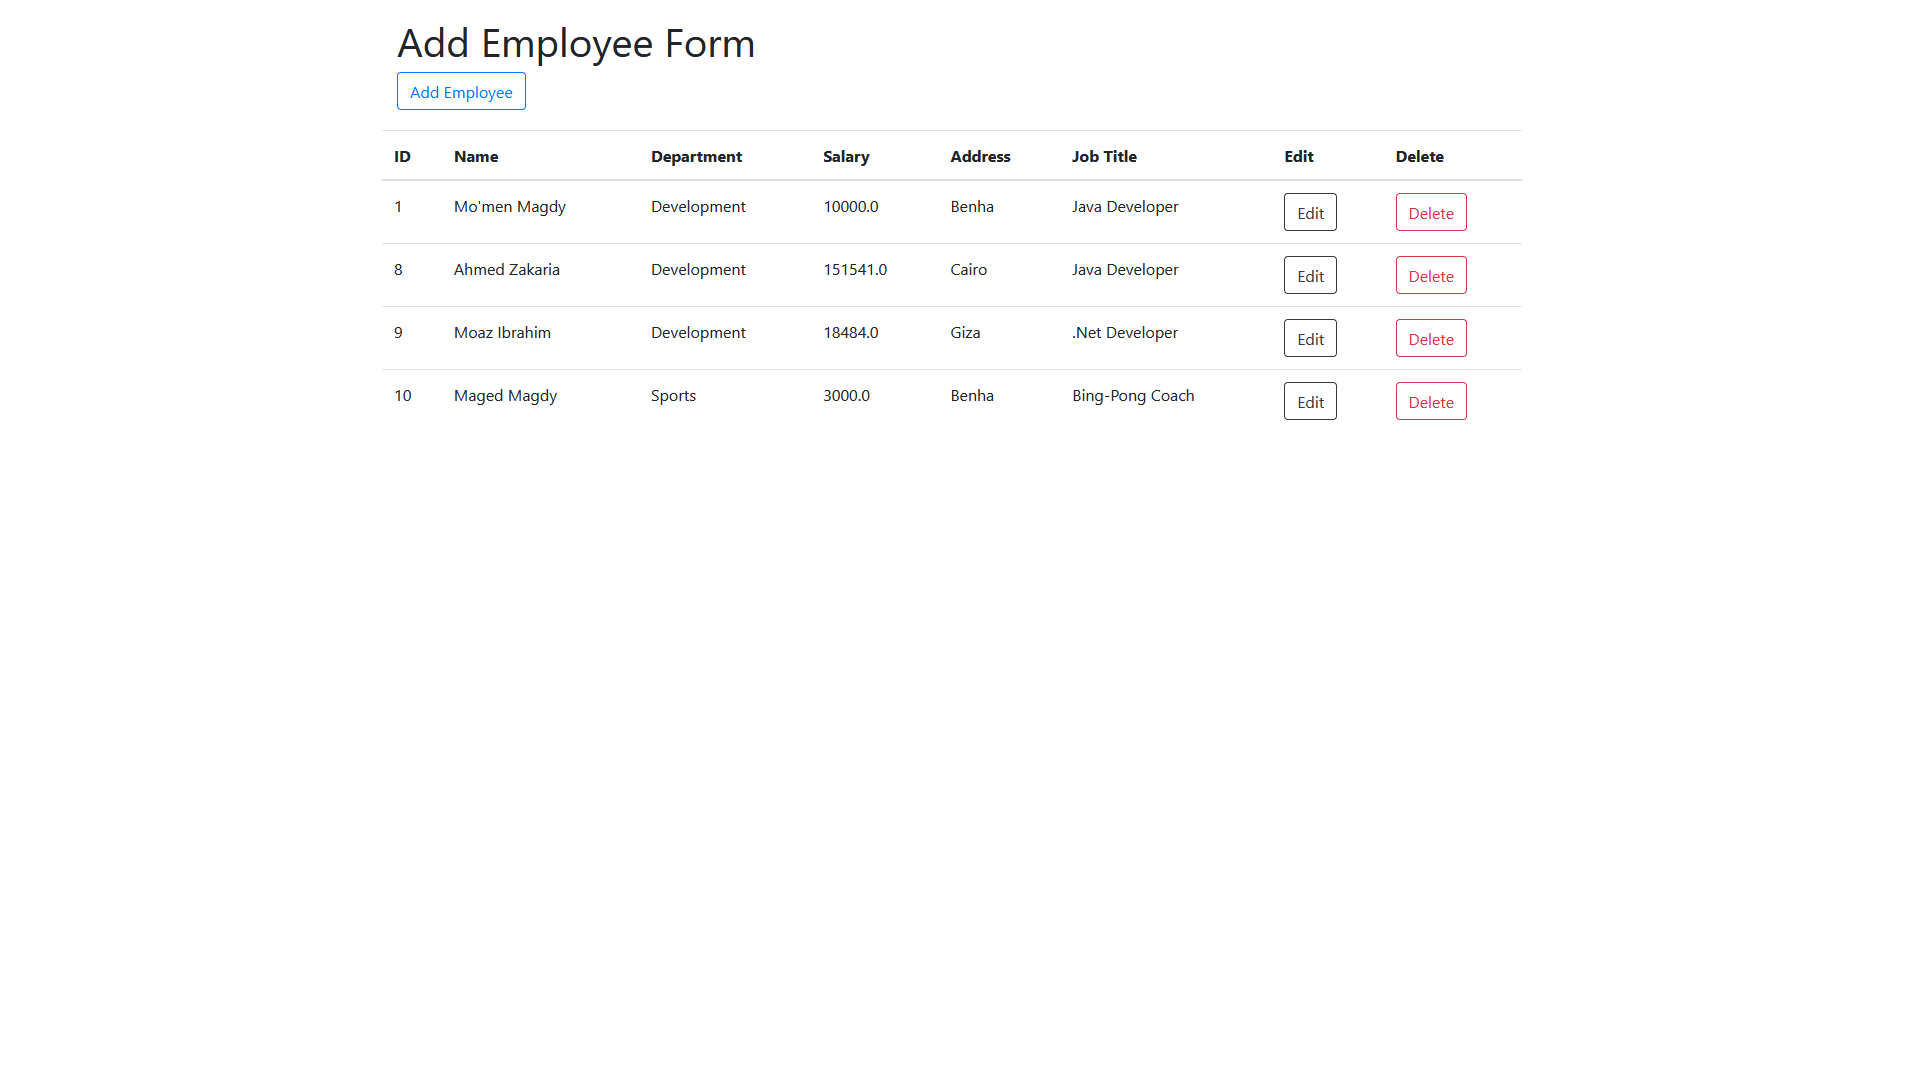 Add Employee Form
Add Employee
ID Name Department Salary Address Job Title Edit Delete
1 Mo'men Magdy Development 10000.0 Benha Java Developer Edit Delete
8 Ahmed Zakaria Development 151541.0 Cairo Java Developer Edit Delete
9 Moaz Ibrahim Development 18484.0 Giza .Net Developer Edit Delete
10 Maged Magdy Sports 3000.0 Benha Bing-Pong Coach Edit Delete